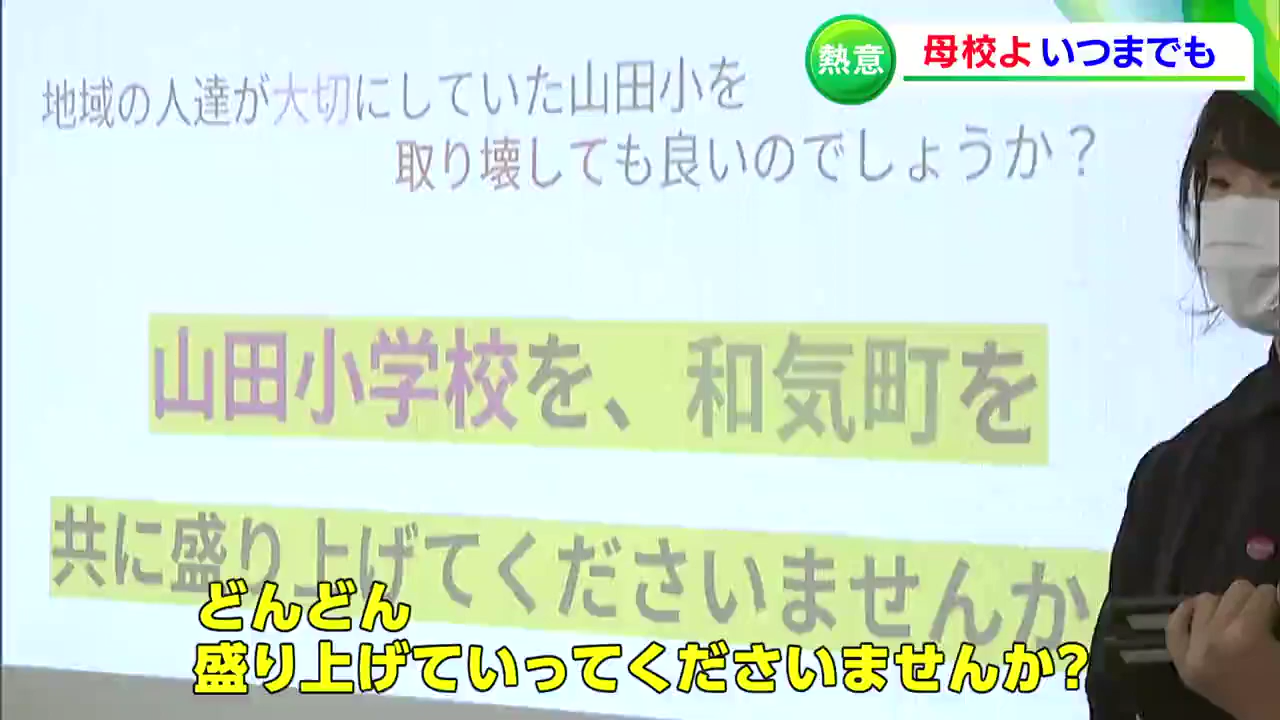 熱意
母校よ いつまでも
地域の人達が大切にしていた山田小を
取り壊しても良いのでしょうか？
山田小学校を、和気町を
共に盛り上げてくださいませんか
どんどん
盛り上げていってくださいませんか?